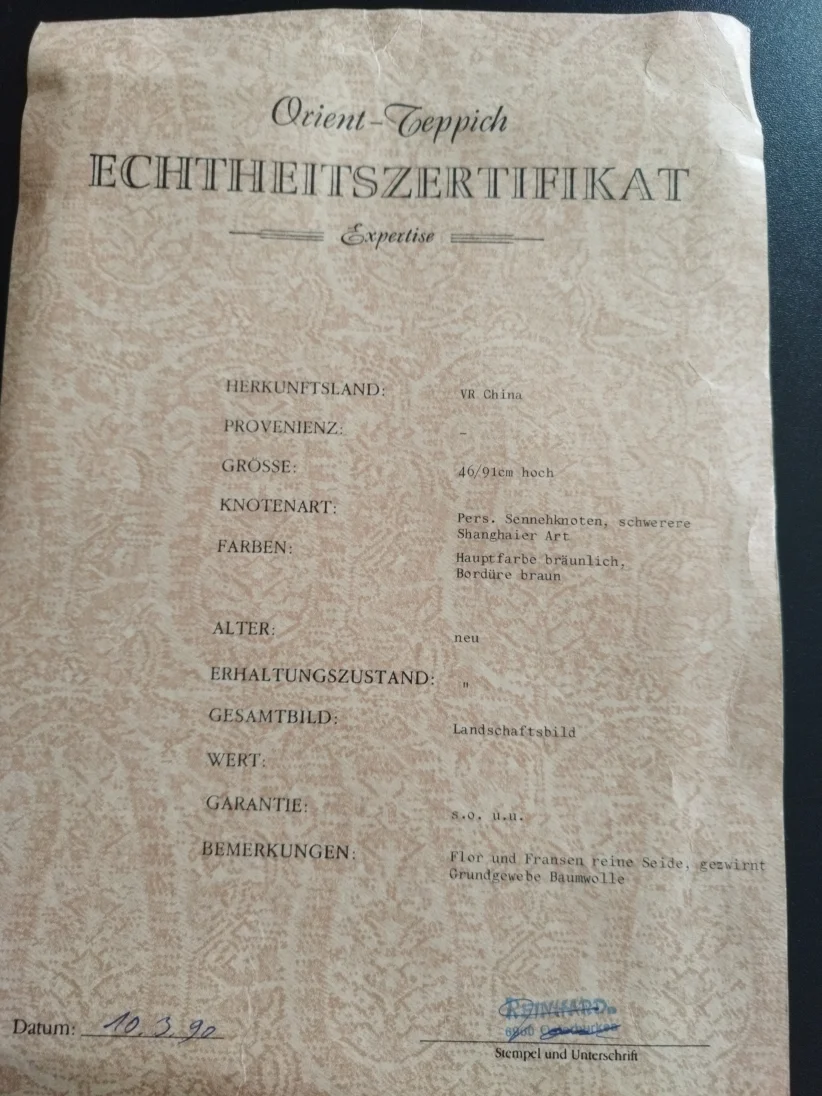 Orient-Teppich
ECHTHEITSZERTIFIKAT
Expertise
HERKUNFTSLAND: VR China
PROVENIENZ: -
GRÖSSE: 46/91cm hoch
KNOTENART: Pers. Sennehknoten, schwerere
Shanghaier Art
FARBEN: Hauptfarbe bräunlich,
Bordüre braun
ALTER: neu
ERHALTUNGSZUSTAND: "
GESAMTBILD: Landschaftsbild
WERT:
GARANTIE: s.o. u.u.
BEMERKUNGEN: Flor und Fransen reine Seide, gezwirnt
Grundgewebe Baumwolle
Datum: 10.3.90
REINHARD
Stempel und Unterschrift